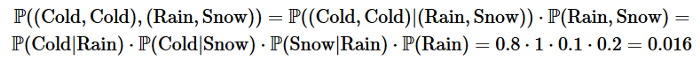 ℙ((Cold, Cold), (Rain, Snow)) = ℙ((Cold, Cold)|(Rain, Snow)) · ℙ(Rain, Snow) =
ℙ(Cold|Rain) · ℙ(Cold|Snow) · ℙ(Snow|Rain) · ℙ(Rain) = 0.8 · 1 · 0.1 · 0.2 = 0.016